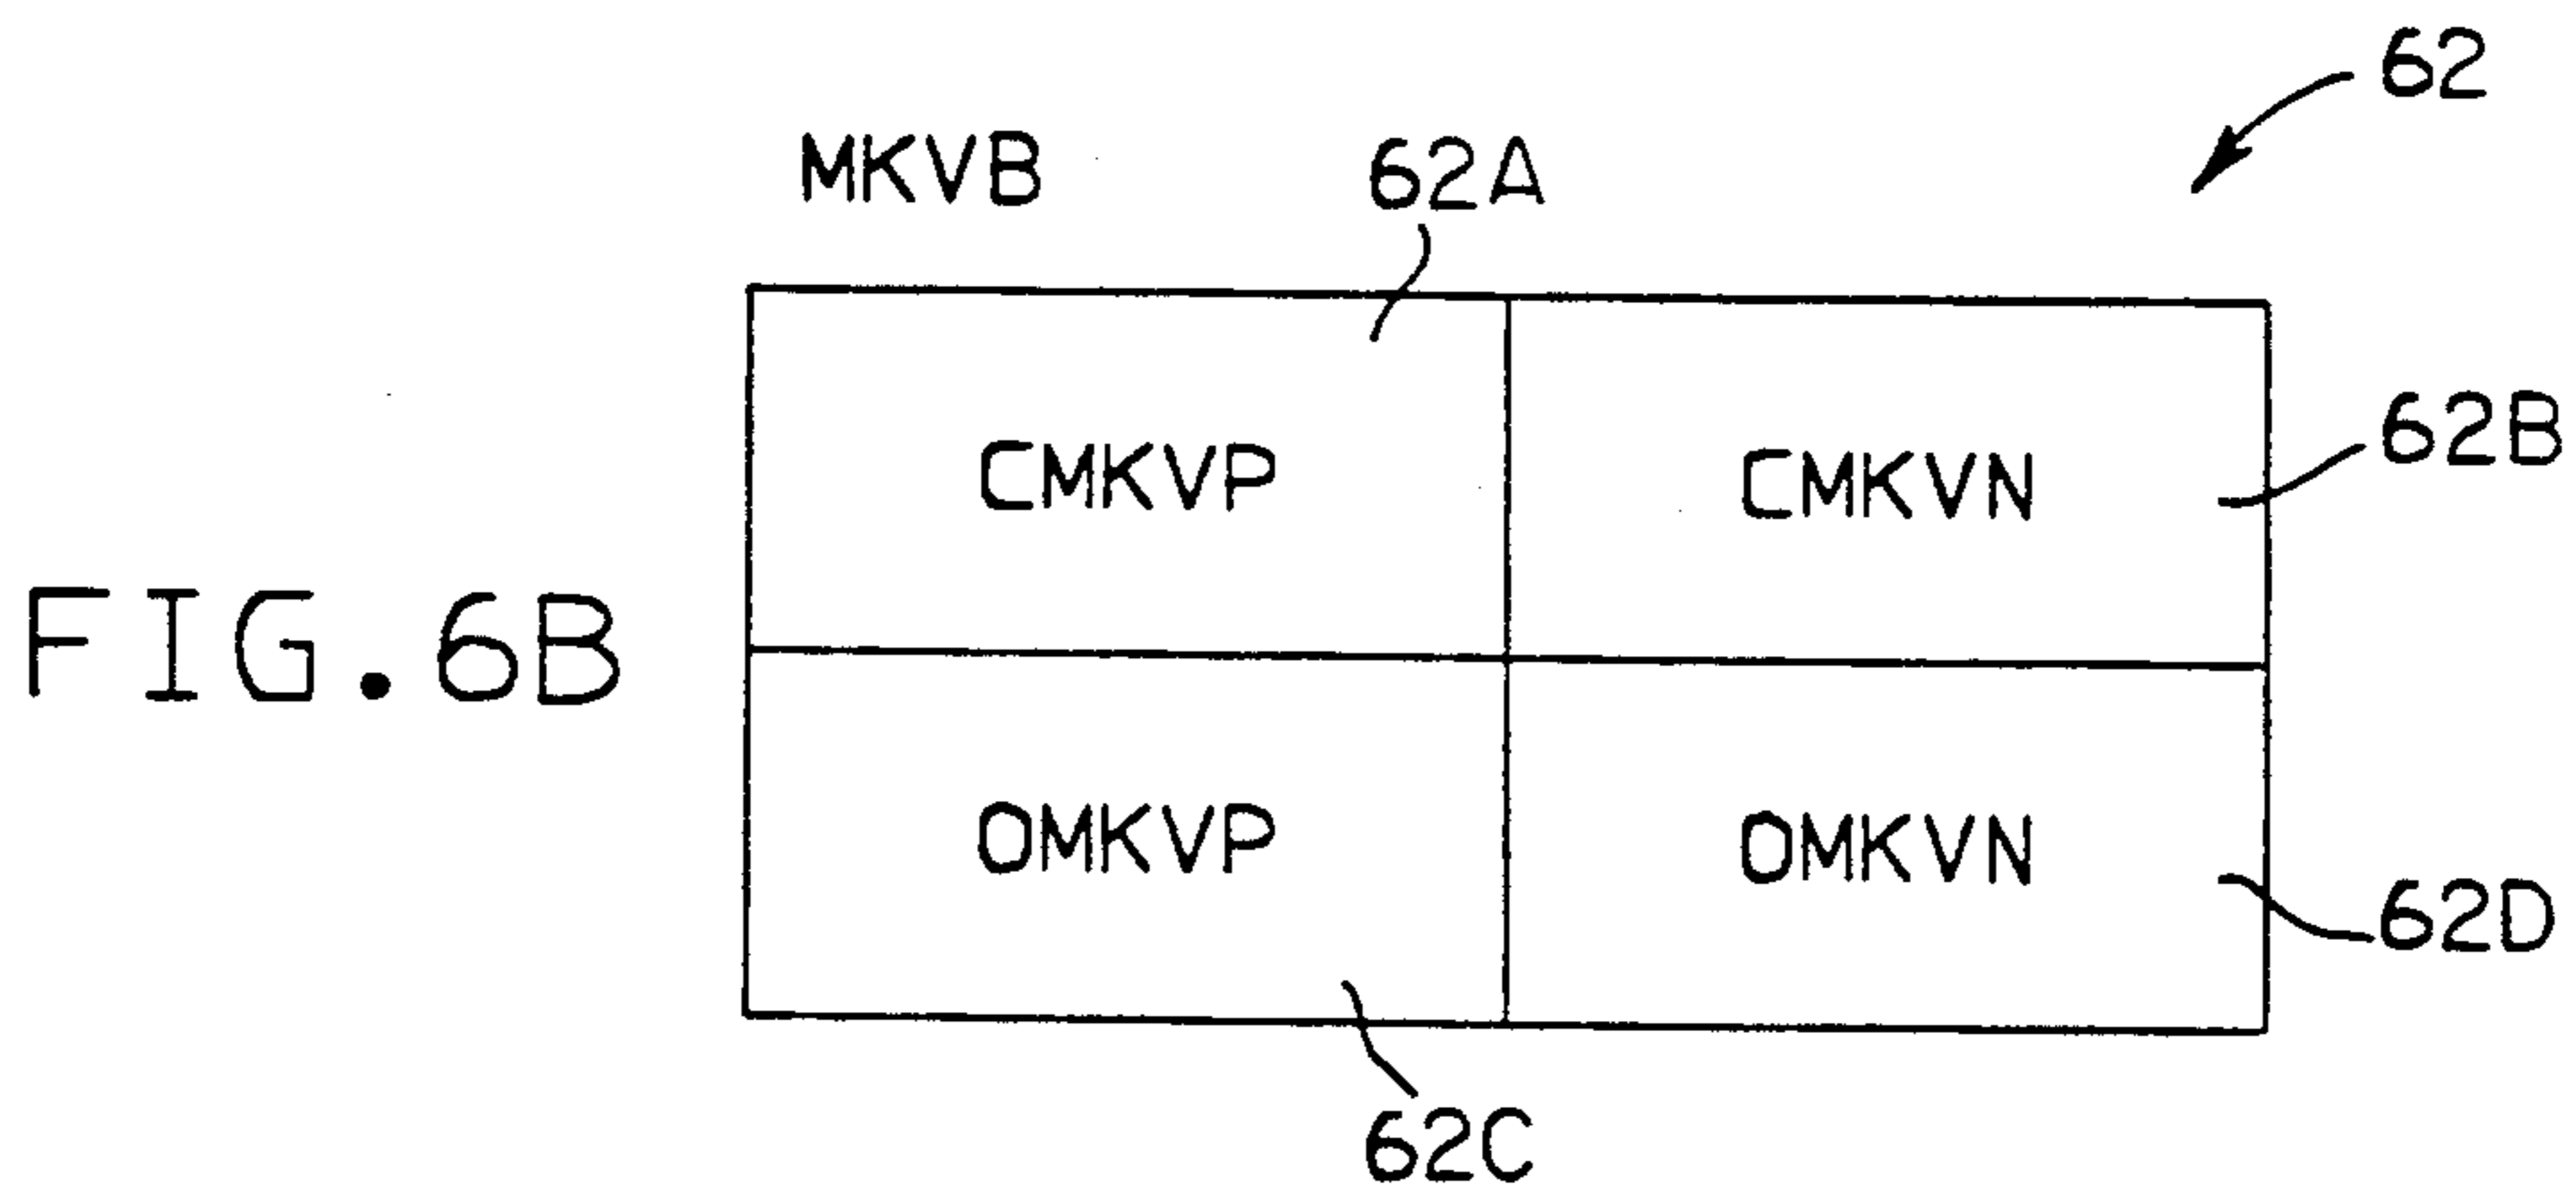 62
MKVB
62A
CMKVP CMKVN
62B
FIG. 6B
OMKVP OMKVN
62D
62C